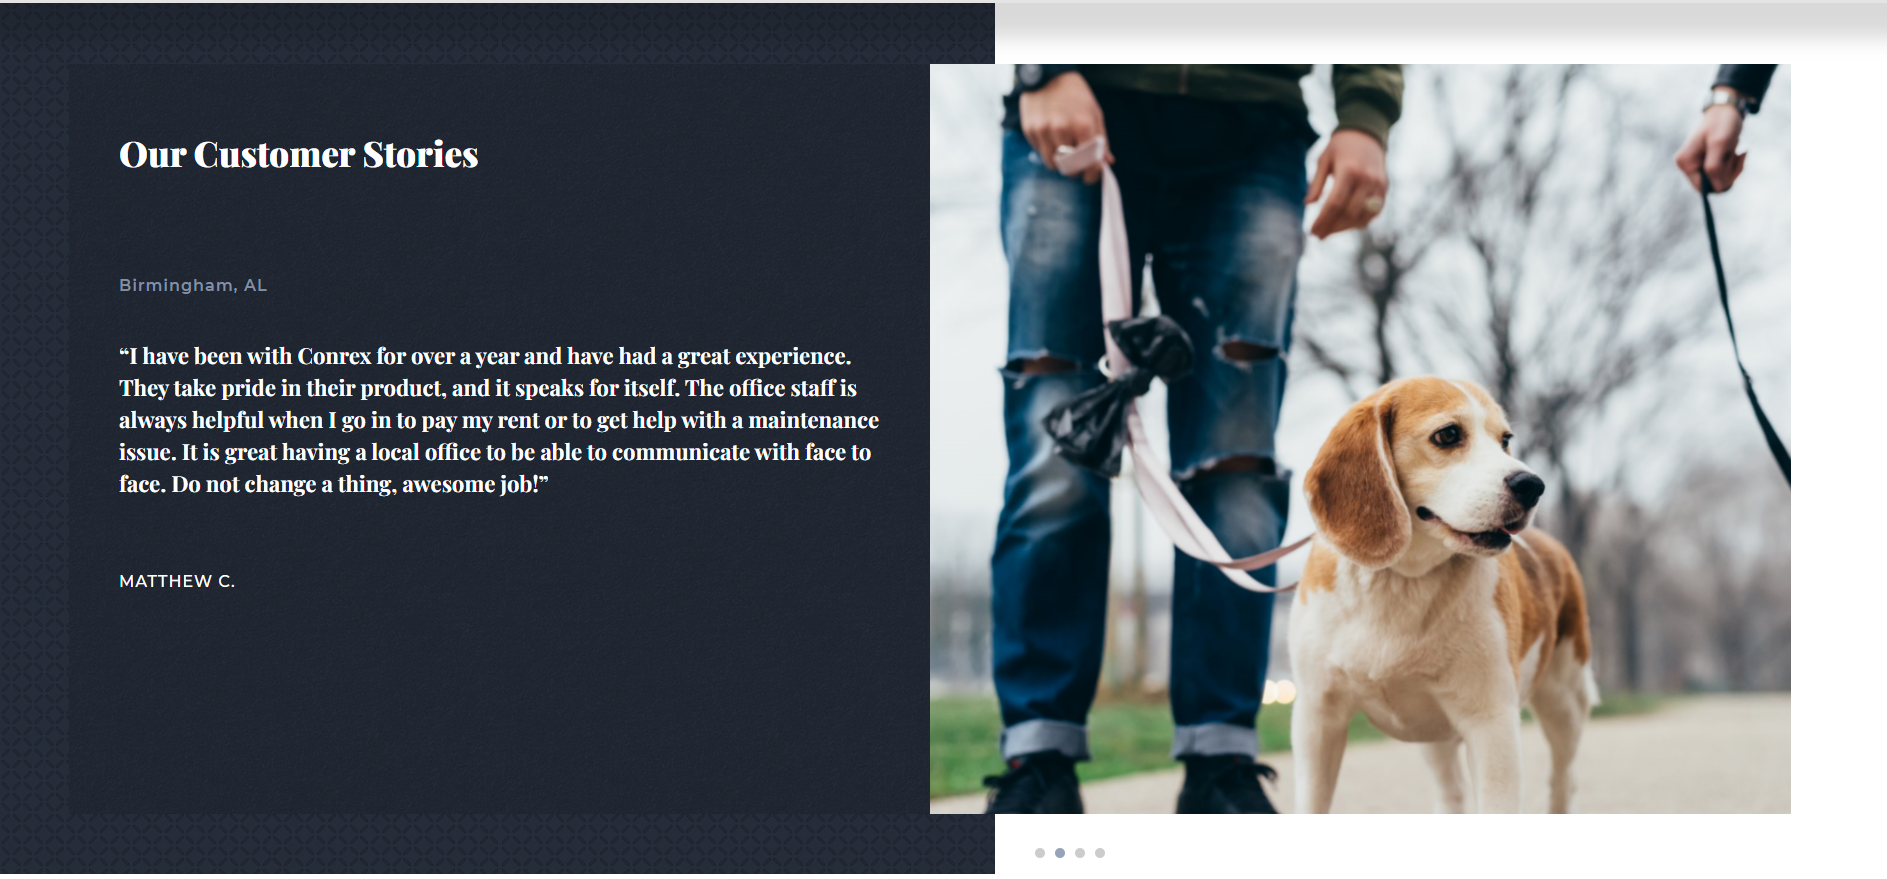 Our Customer Stories
Birmingham, AL
“I have been with Conrex for over a year and have had a great experience.
They take pride in their product, and it speaks for itself. The office staff is
always helpful when I go in to pay my rent or to get help with a maintenance
issue. It is great having a local office to be able to communicate with face to
face. Do not change a thing, awesome job!”
MATTHEW C.